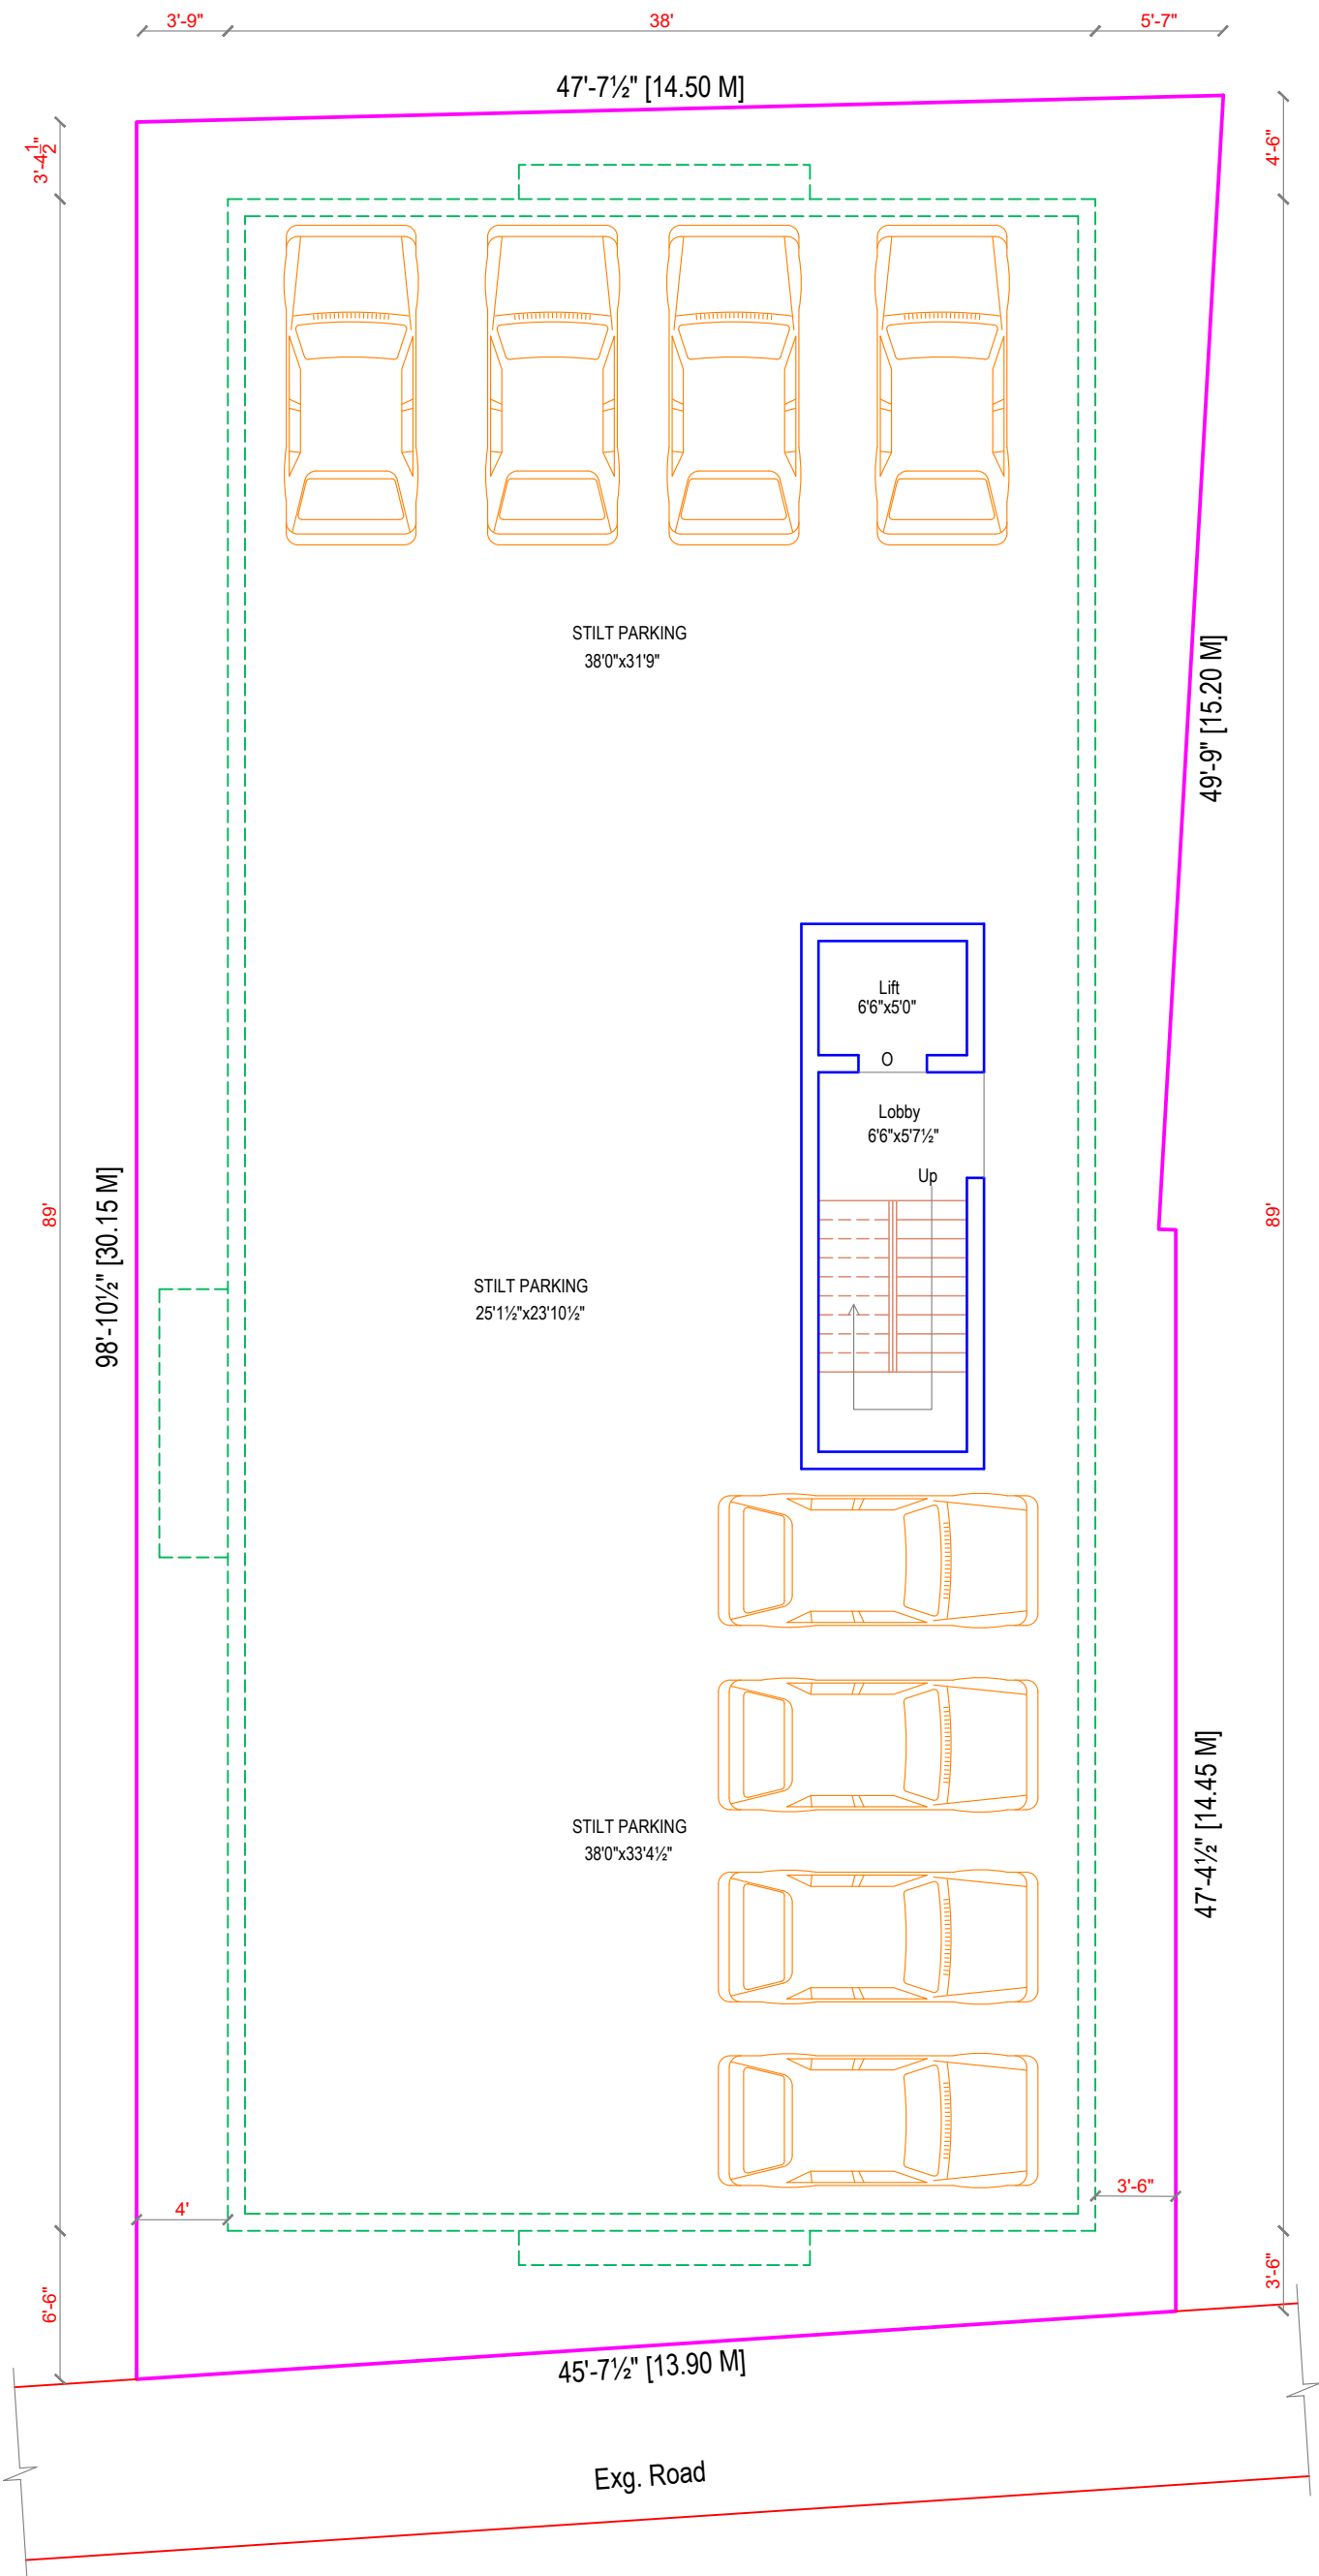 3'-9"
38'
5'-7"
47'-7½" [14.50 M]
3'-4½"
4'-6"
STILT PARKING
38'0"x31'9"
49'-9" [15.20 M]
Lift
6'6"x5'0"
O
Lobby
6'6"x5'7½"
Up
98'-10½" [30.15 M]
89'
89'
STILT PARKING
25'1½"x23'10½"
STILT PARKING
38'0"x33'4½"
47'-4½" [14.45 M]
4'
3'-6"
6'-6"
3'-6"
45'-7½" [13.90 M]
Exg. Road